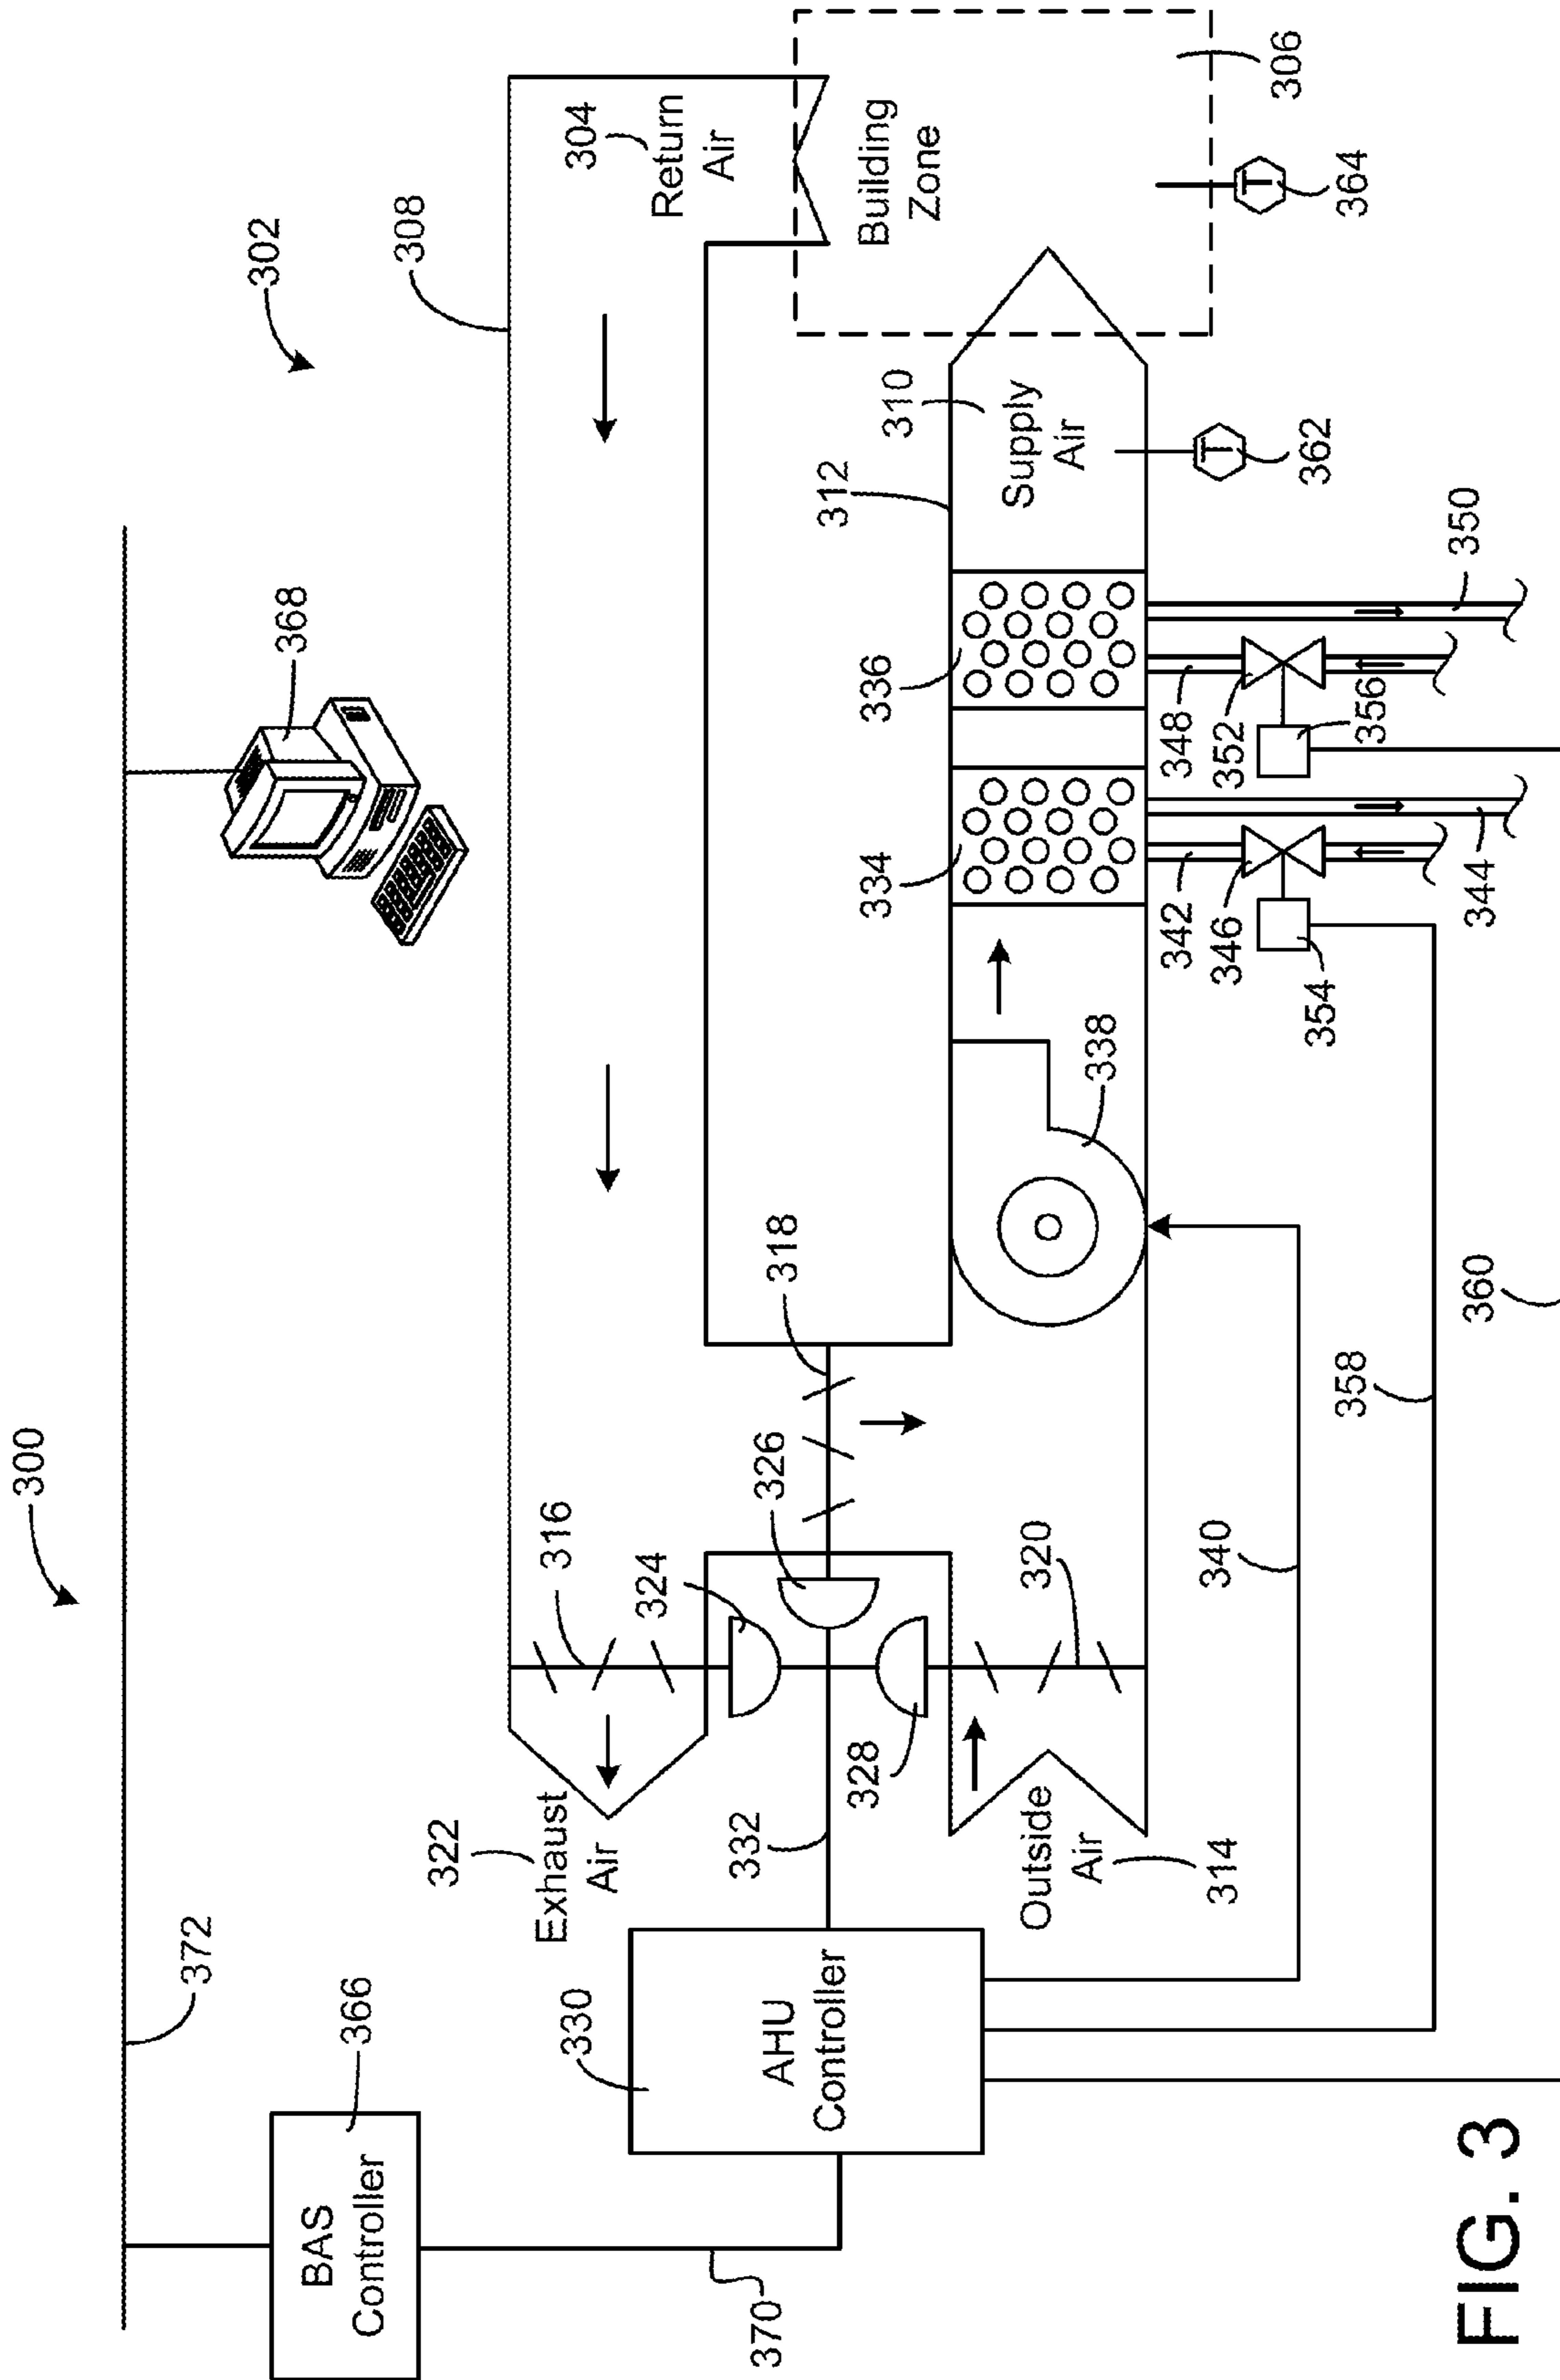 300
372
BAS
Controller
366
370
368
302
308
304
Return
Air
Building
Zone
306
364
T
322
Exhaust
Air
316
324
326
318
332
328
330
AHU
Controller
Outside
Air
314
320
338
334
336
312
310
Supply
Air
T
362
342
346
354
344
348
352
356
350
340
358
360
FIG. 3